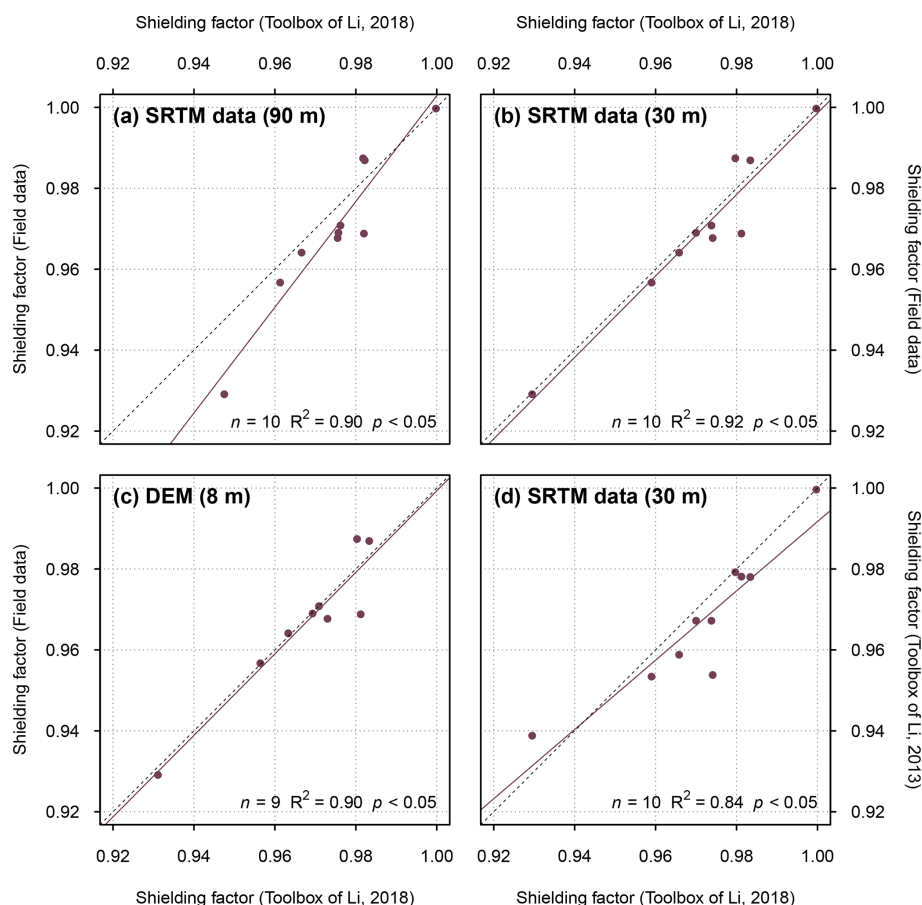 Shielding factor (Toolbox of Li, 2018)
Shielding factor (Toolbox of Li, 2018)
0.92 0.94 0.96 0.98 1.00
0.92 0.94 0.96 0.98 1.00
(a) SRTM data (90 m)
1.00
0.98
0.96
0.94
0.92
Shielding factor (Field data)
n = 10 R² = 0.90 p < 0.05
(b) SRTM data (30 m)
1.00
0.98
0.96
0.94
0.92
Shielding factor (Field data)
n = 10 R² = 0.92 p < 0.05
(c) DEM (8 m)
1.00
0.98
0.96
0.94
0.92
Shielding factor (Field data)
n = 9 R² = 0.90 p < 0.05
(d) SRTM data (30 m)
1.00
0.98
0.96
0.94
0.92
Shielding factor (Toolbox of Li, 2013)
n = 10 R² = 0.84 p < 0.05
0.92 0.94 0.96 0.98 1.00
0.92 0.94 0.96 0.98 1.00
Shielding factor (Toolbox of Li, 2018)
Shielding factor (Toolbox of Li, 2018)